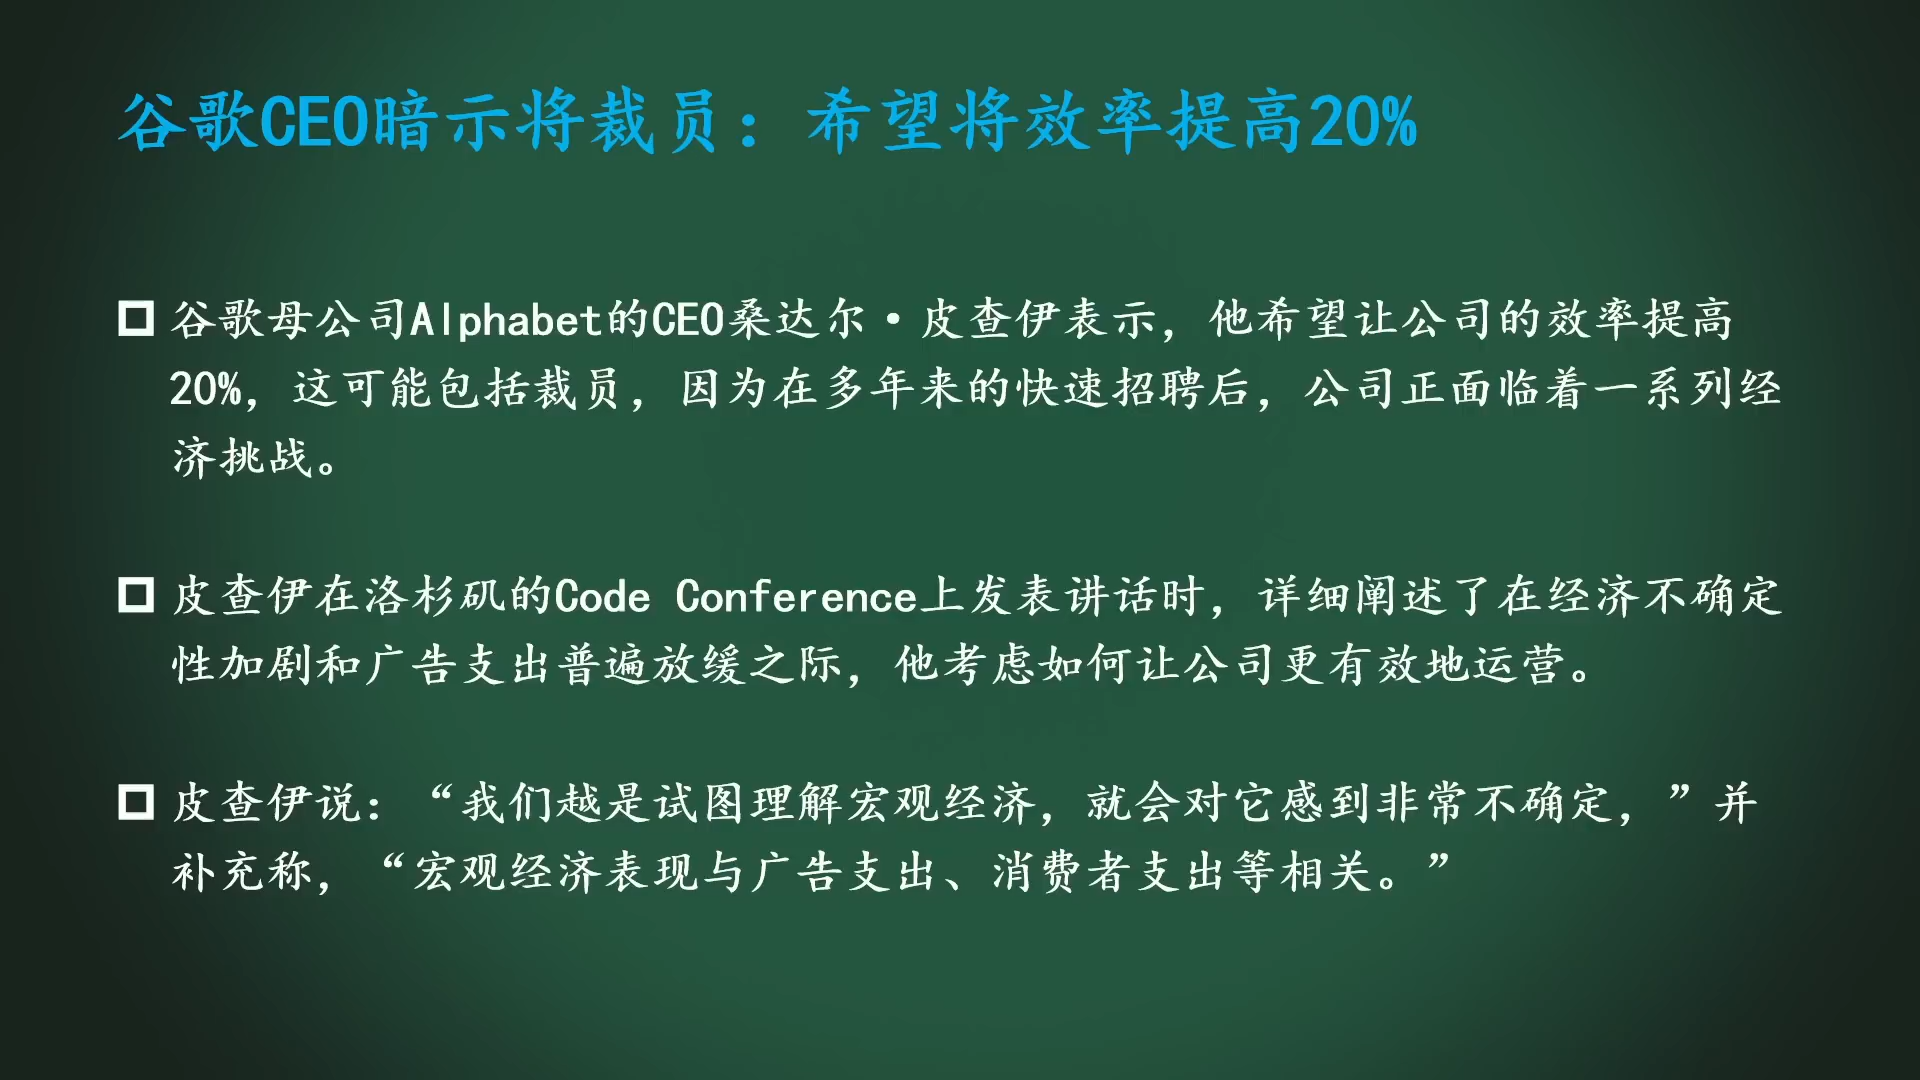 谷歌CEO暗示将裁员：希望将效率提高20%
谷歌母公司Alphabet的CEO桑达尔·皮查伊表示，他希望让公司的效率提高
20%，这可能包括裁员，因为在多年来的快速招聘后，公司正面临着一系列经
济挑战。
皮查伊在洛杉矶的Code Conference上发表讲话时，详细阐述了在经济不确定
性加剧和广告支出普遍放缓之际，他考虑如何让公司更有效地运营。
皮查伊说：“我们越是试图理解宏观经济，就会对它感到非常不确定，”并
补充称，“宏观经济表现与广告支出、消费者支出等相关。”